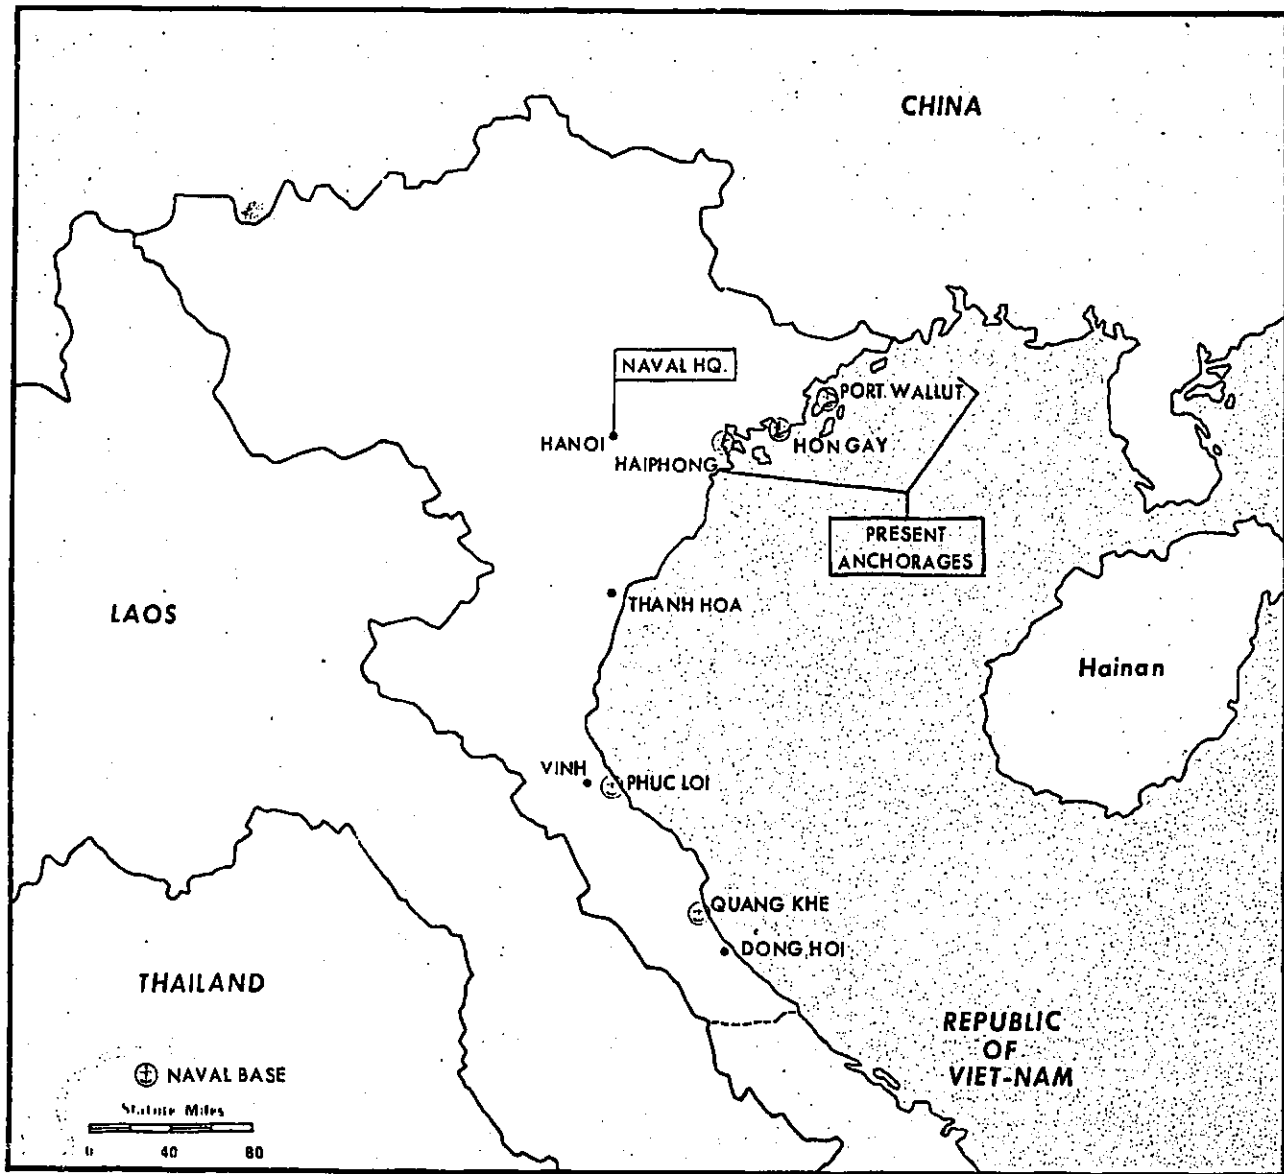 CHINA
NAVAL HQ.
PORT WALLUT
HANOI
HON GAY
HAIPHONG
PRESENT
ANCHORAGES
THANH HOA
LAOS
Hainan
VINH
PHUC LOI
QUANG KHE
DONG HOI
THAILAND
REPUBLIC
OF
VIET-NAM
NAVAL BASE
Statute Miles
0 40 80